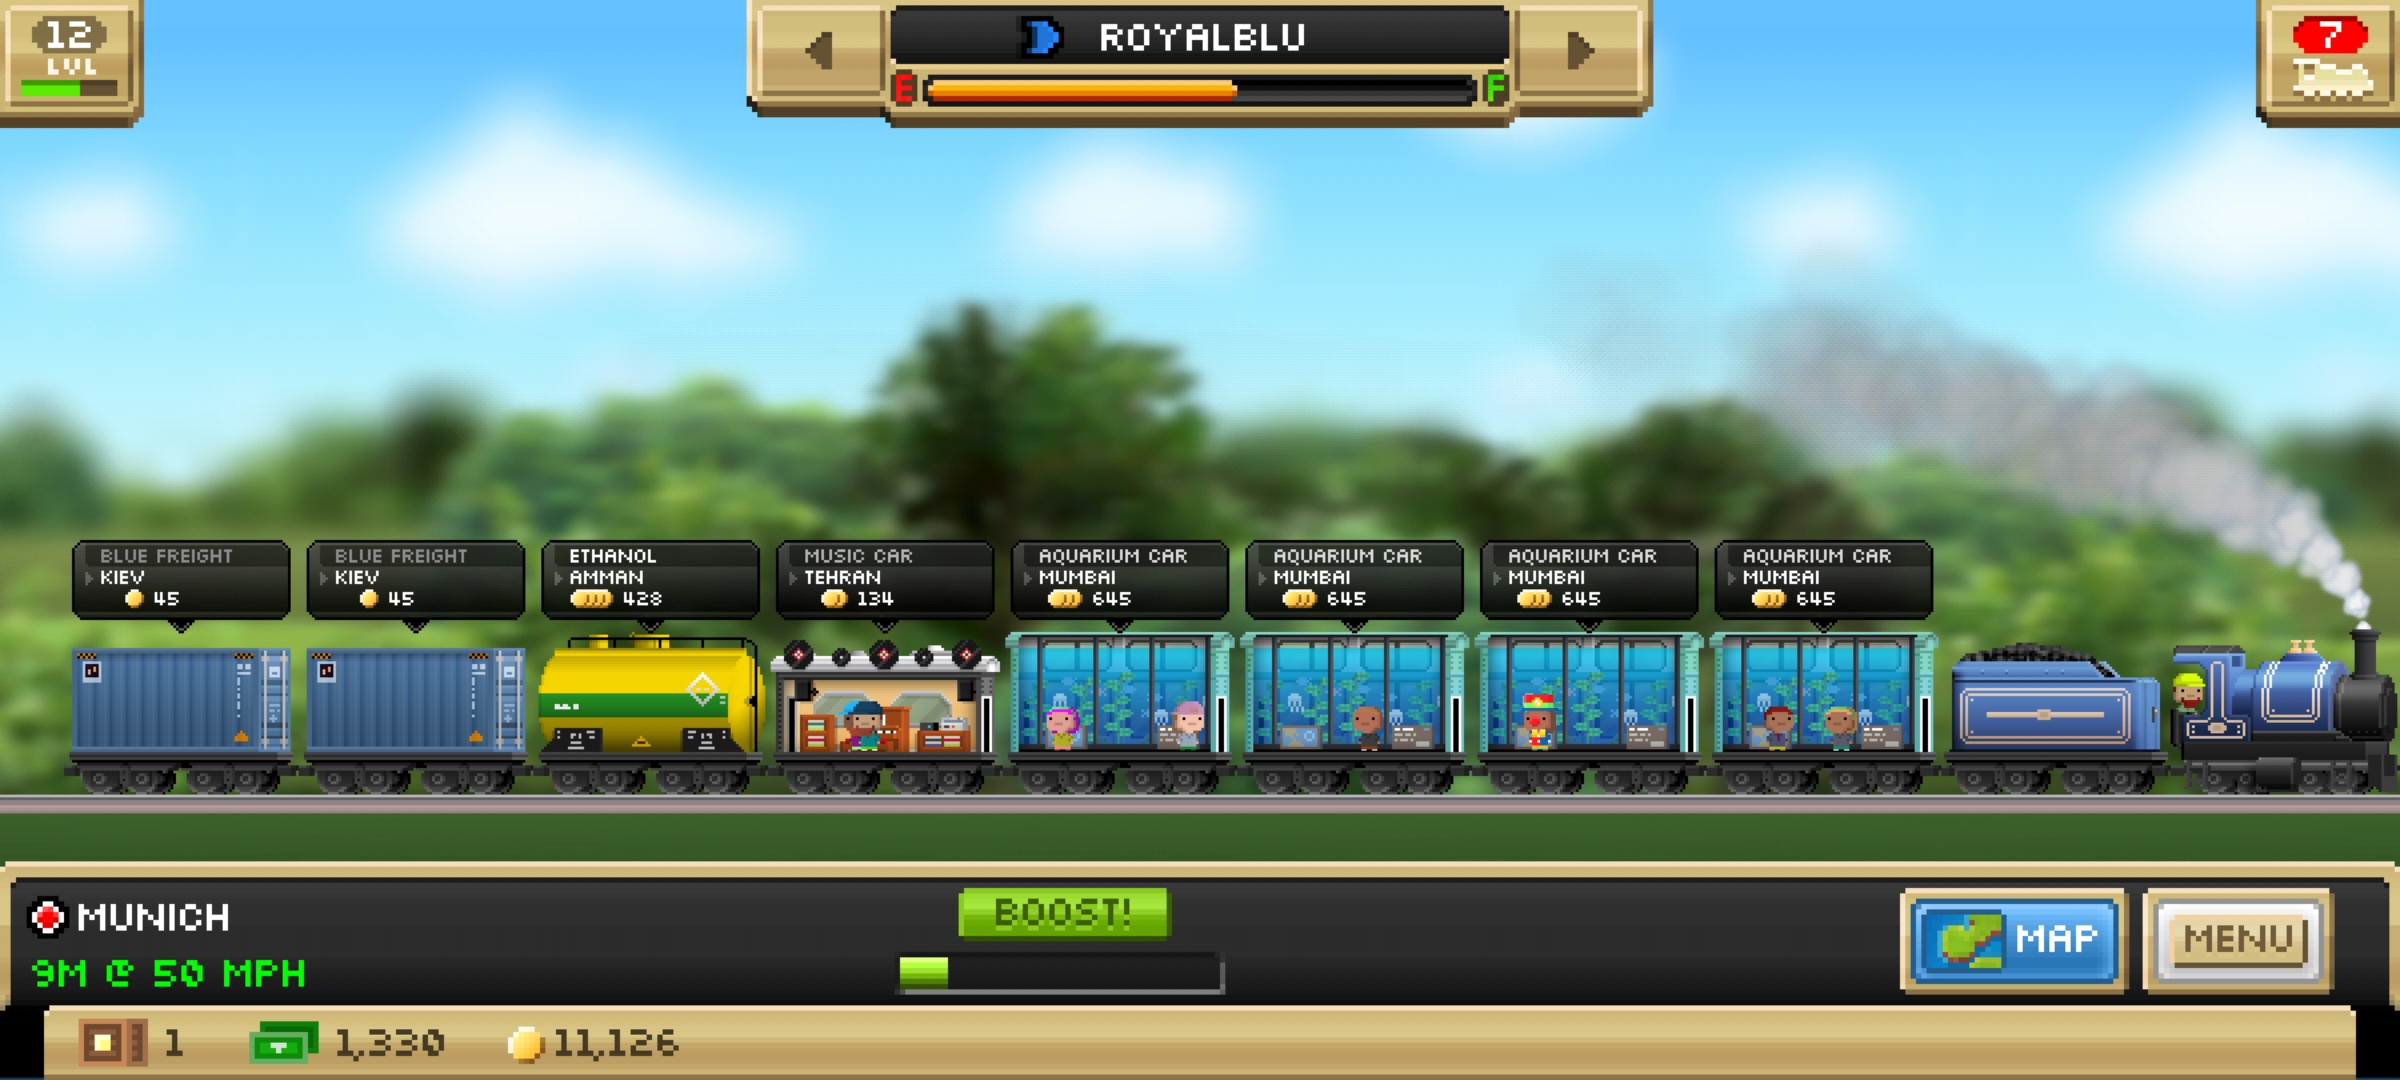 12
LVL
ROYALBLU
E
F
7
BLUE FREIGHT
KIEV
45
BLUE FREIGHT
KIEV
45
ETHANOL
AMMAN
428
MUSIC CAR
TEHRAN
134
AQUARIUM CAR
MUMBAI
645
AQUARIUM CAR
MUMBAI
645
AQUARIUM CAR
MUMBAI
645
AQUARIUM CAR
MUMBAI
645
MUNICH
9M @ 50 MPH
BOOST!
MAP
MENU
1
1,330
11,126